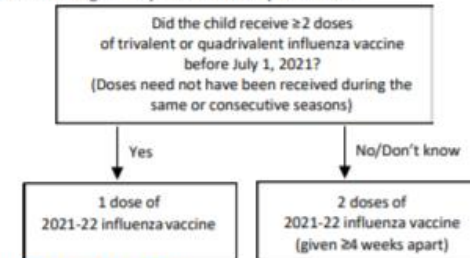 Did the child receive ≥2 doses
of trivalent or quadrivalent influenza vaccine
before July 1, 2021?
(Doses need not have been received during the
same or consecutive seasons)
Yes
No/Don't know
1 dose of
2021-22 influenza vaccine
2 doses of
2021-22 influenza vaccine
(given ≥4 weeks apart)